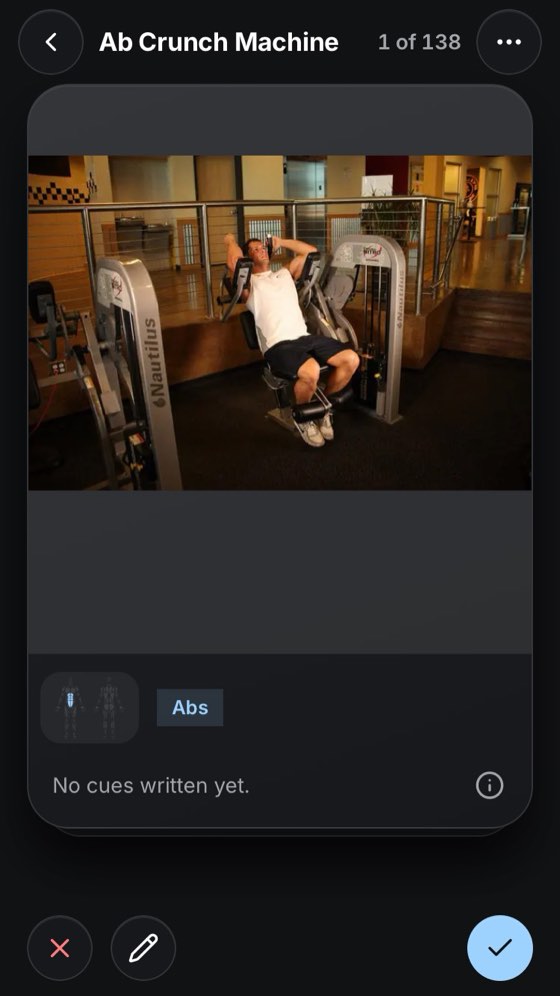 Ab Crunch Machine
1 of 138
Nautilus
Nautilus
Abs
No cues written yet.